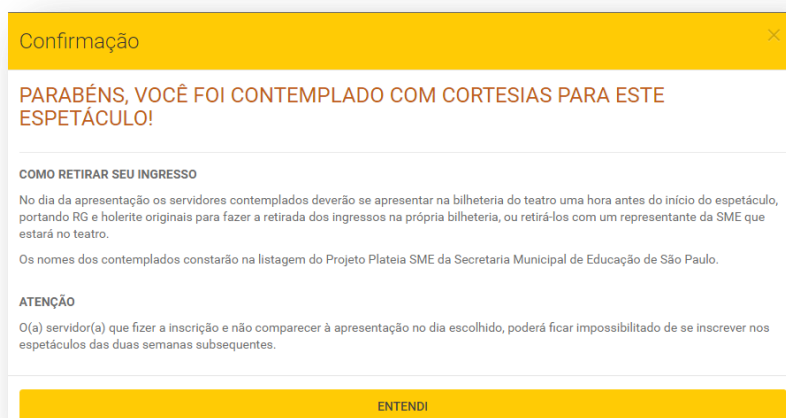 Confirmação
×
PARABÉNS, VOCÊ FOI CONTEMPLADO COM CORTESIAS PARA ESTE
ESPETÁCULO!
COMO RETIRAR SEU INGRESSO
No dia da apresentação os servidores contemplados deverão se apresentar na bilheteria do teatro uma hora antes do início do espetáculo,
portando RG e holerite originais para fazer a retirada dos ingressos na própria bilheteria, ou retirá-los com um representante da SME que
estará no teatro.
Os nomes dos contemplados constarão na listagem do Projeto Plateia SME da Secretaria Municipal de Educação de São Paulo.
ATENÇÃO
O(a) servidor(a) que fizer a inscrição e não comparecer à apresentação no dia escolhido, poderá ficar impossibilitado de se inscrever nos
espetáculos das duas semanas subsequentes.
ENTENDI